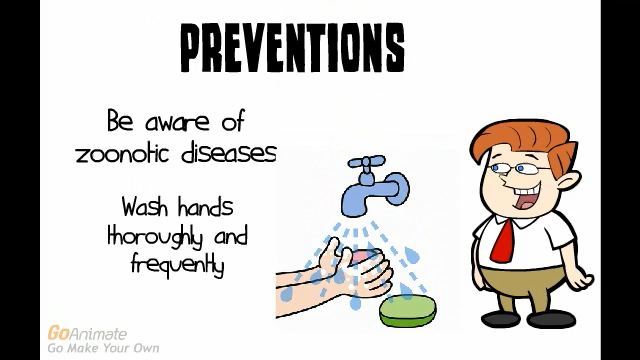 PREVENTIONS
Be aware of
zoonotic diseases
Wash hands
thoroughly and
frequently
GoAnimate
Go Make Your Own